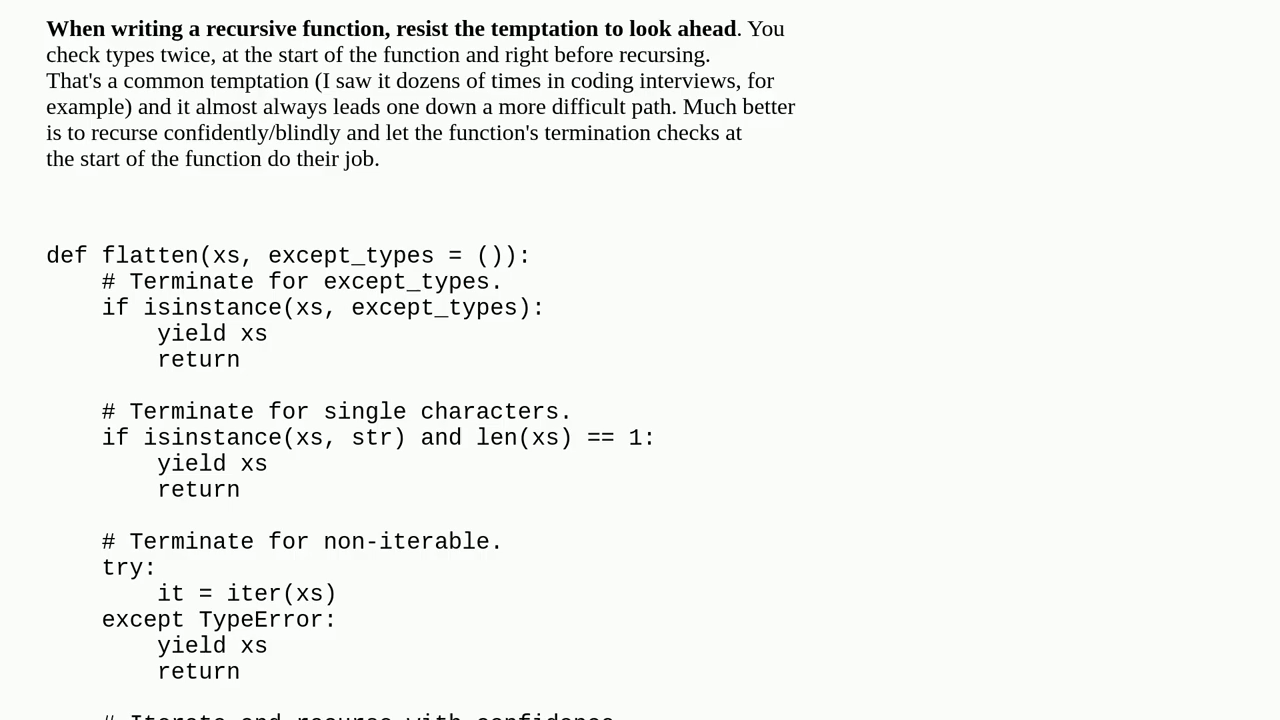 When writing a recursive function, resist the temptation to look ahead. You
check types twice, at the start of the function and right before recursing.
That's a common temptation (I saw it dozens of times in coding interviews, for
example) and it almost always leads one down a more difficult path. Much better
is to recurse confidently/blindly and let the function's termination checks at
the start of the function do their job.
def flatten(xs, except_types = ()):
    # Terminate for except_types.
    if isinstance(xs, except_types):
        yield xs
        return
    # Terminate for single characters.
    if isinstance(xs, str) and len(xs) == 1:
        yield xs
        return
    # Terminate for non-iterable.
    try:
        it = iter(xs)
    except TypeError:
        yield xs
        return
    # Iterate and recurse with confidence